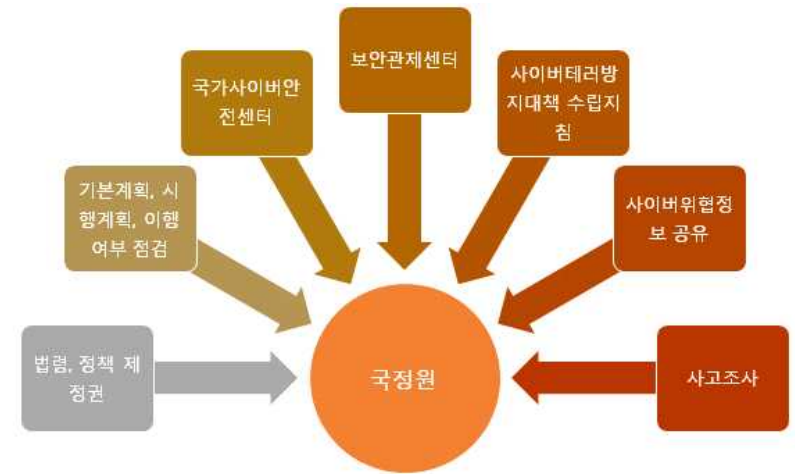 보안관제센터
국가사이버안
전센터
사이버테러방
지대책 수립지
침
기본계획, 시
행계획, 이행
여부 점검
사이버위협정
보 공유
법렴, 정책 제
정권
국정원
사고조사